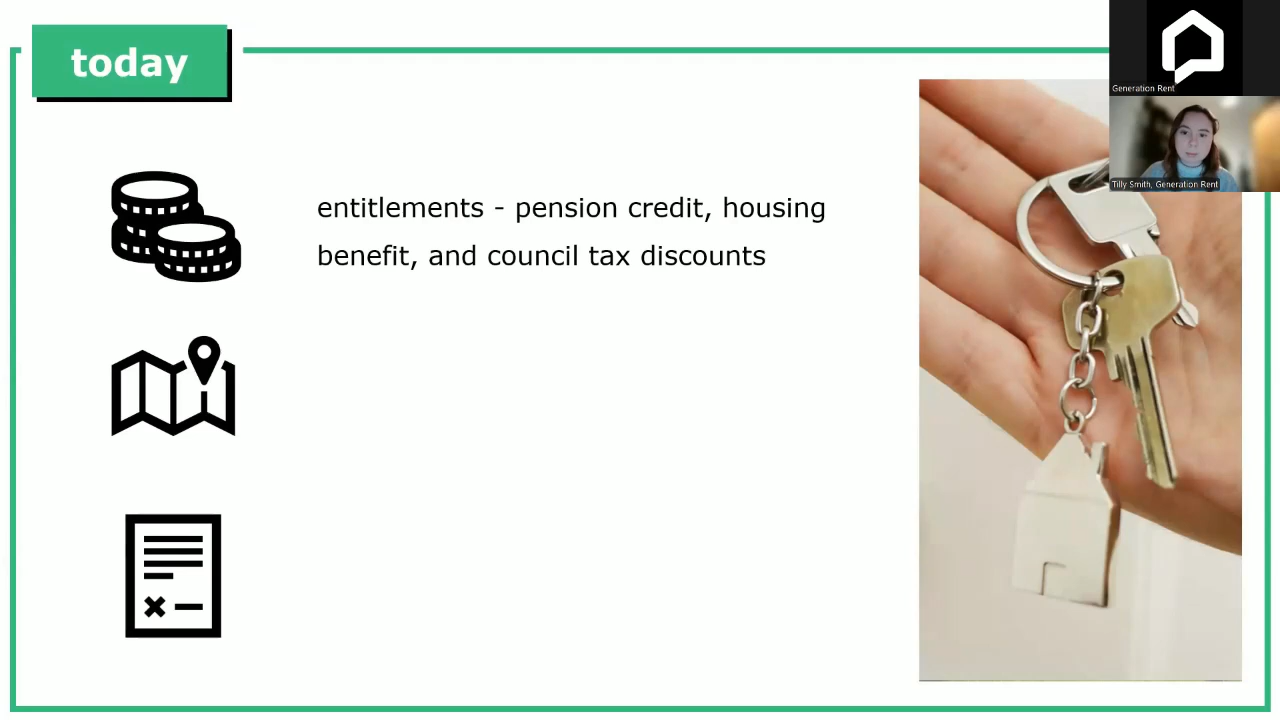 today
Generation Rent
Tilly Smith, Generation Rent
entitlements - pension credit, housing
benefit, and council tax discounts